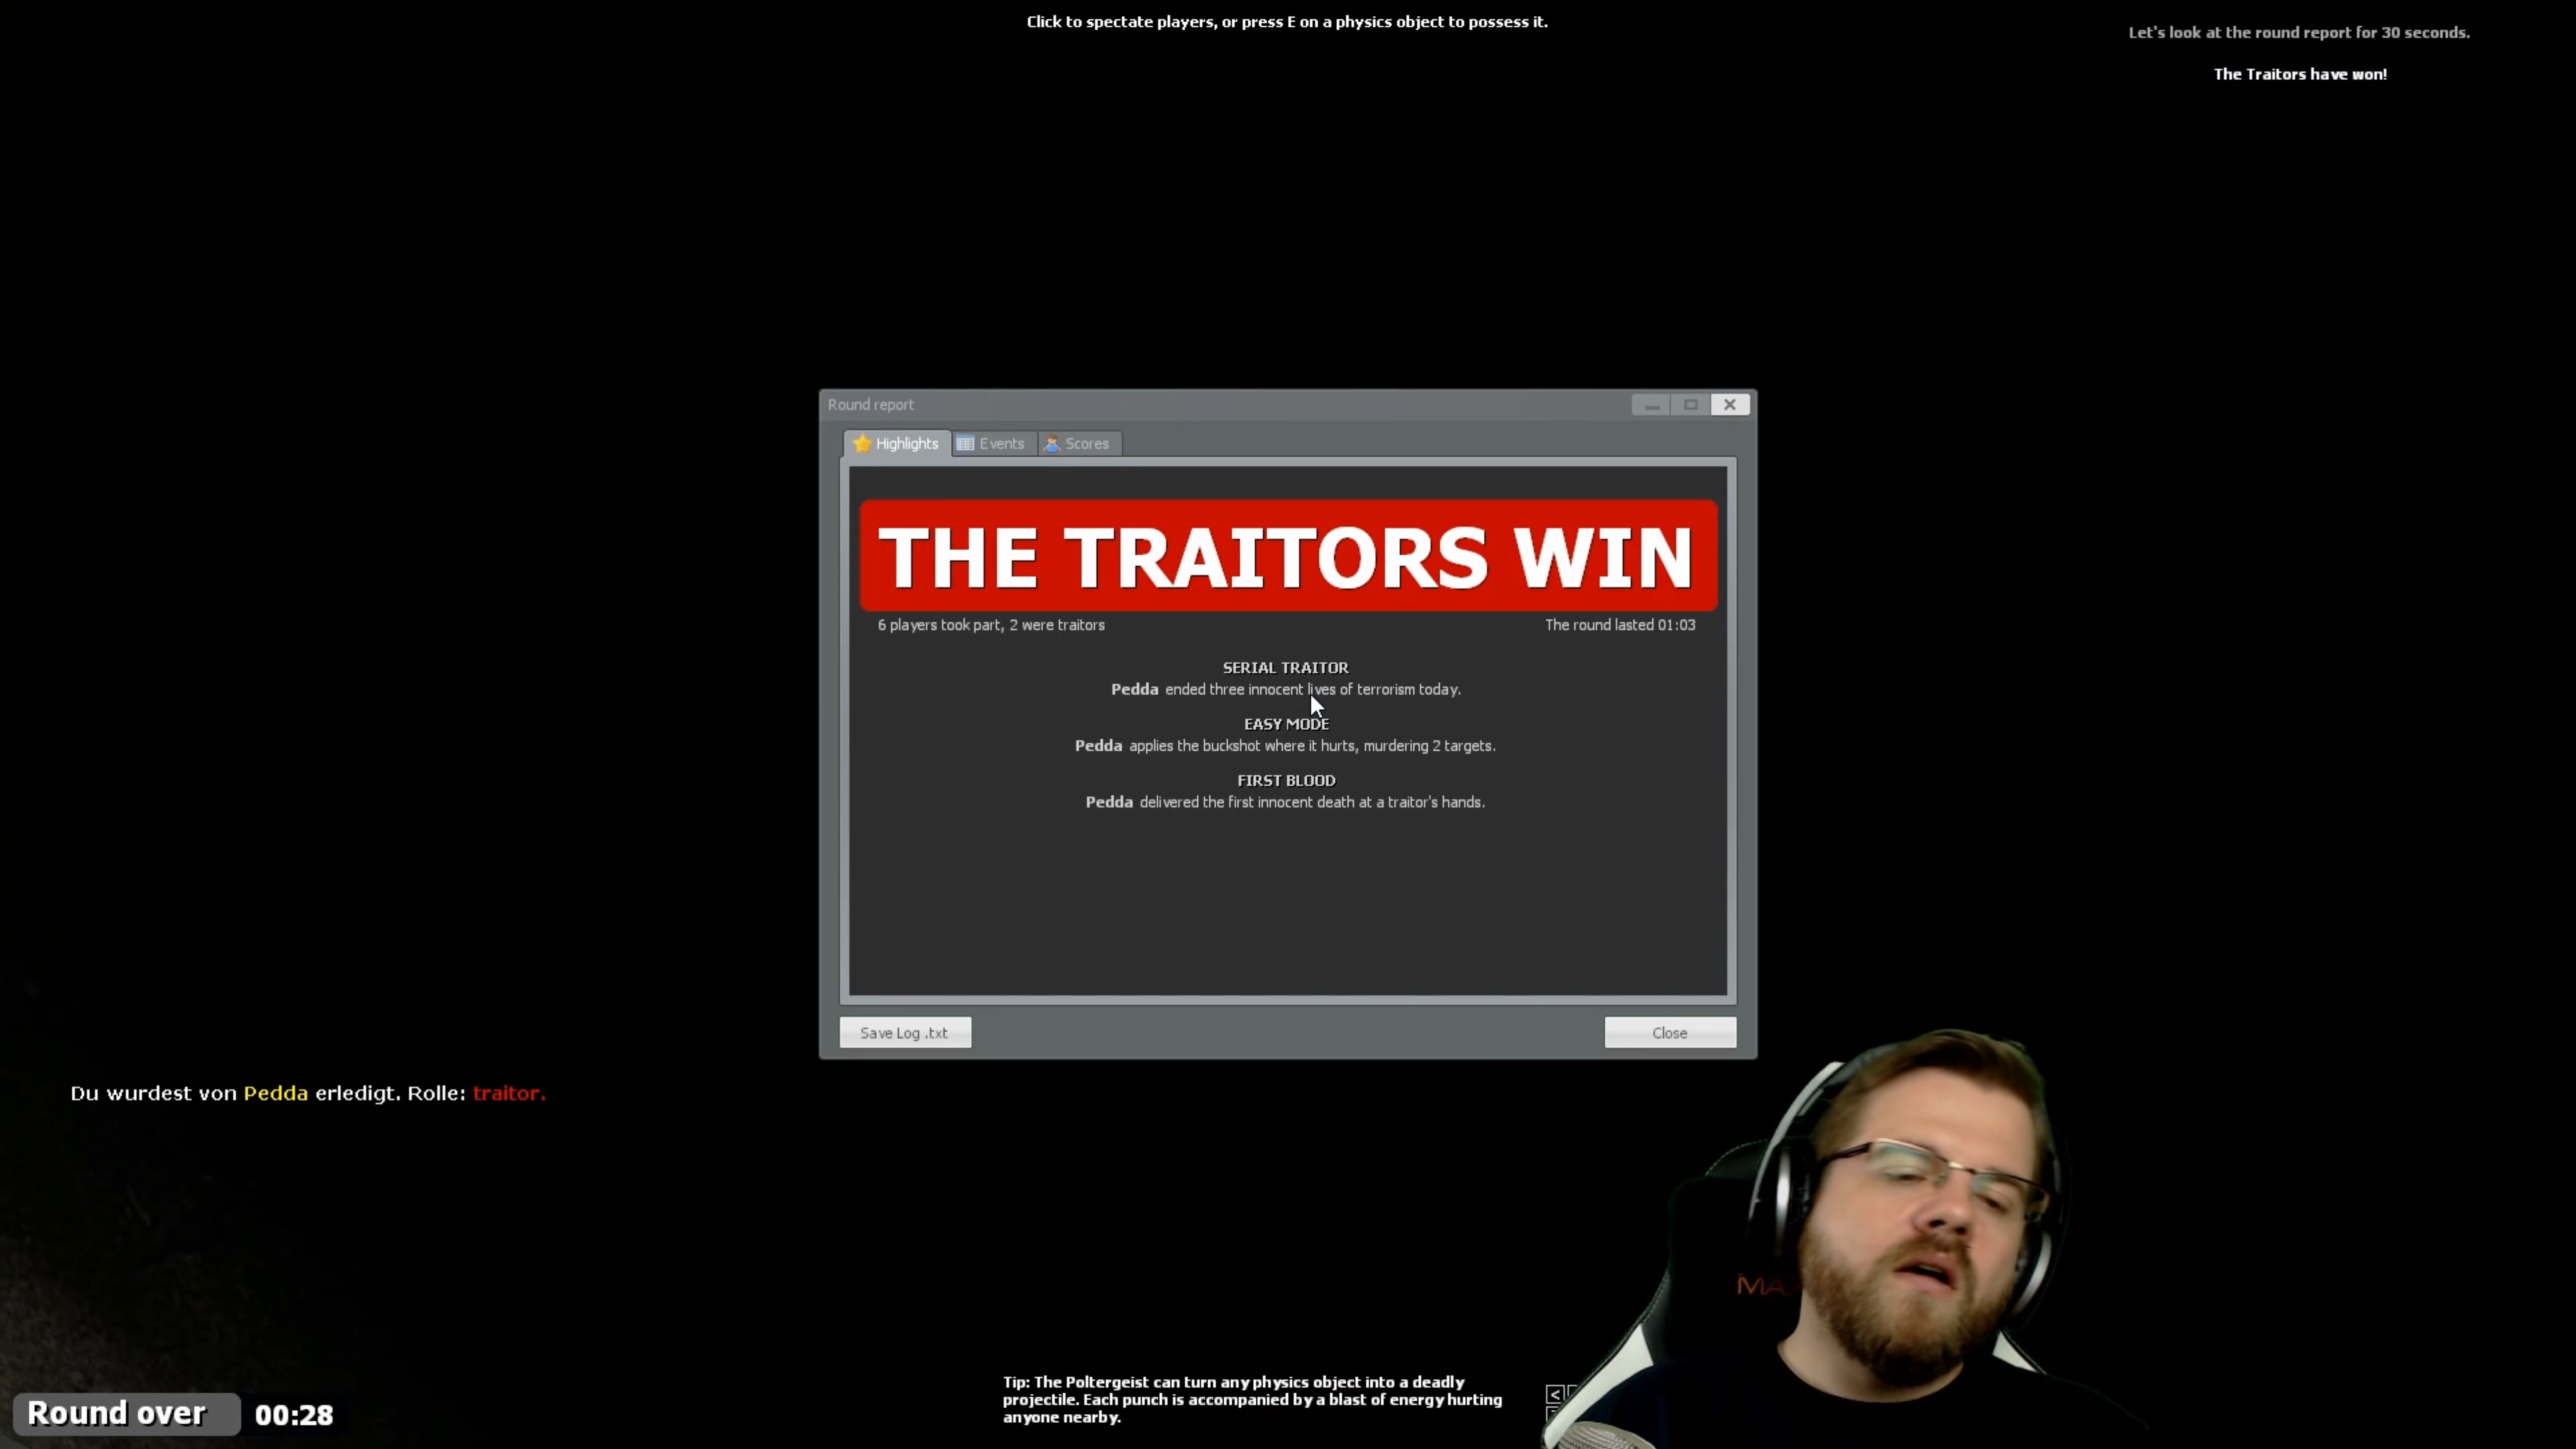 Click to spectate players, or press E on a physics object to possess it.
Let's look at the round report for 30 seconds.
The Traitors have won!
Round report
Highlights
Events
Scores
THE TRAITORS WIN
6 players took part, 2 were traitors
The round lasted 01:03
SERIAL TRAITOR
Pedda ended three innocent lives of terrorism today.
EASY MODE
Pedda applies the buckshot where it hurts, murdering 2 targets.
FIRST BLOOD
Pedda delivered the first innocent death at a traitor's hands.
Save Log .txt
Close
Du wurdest von Pedda erledigt. Rolle: traitor.
Tip: The Poltergeist can turn any physics object into a deadly
projectile. Each punch is accompanied by a blast of energy hurting
anyone nearby.
Round over 00:28